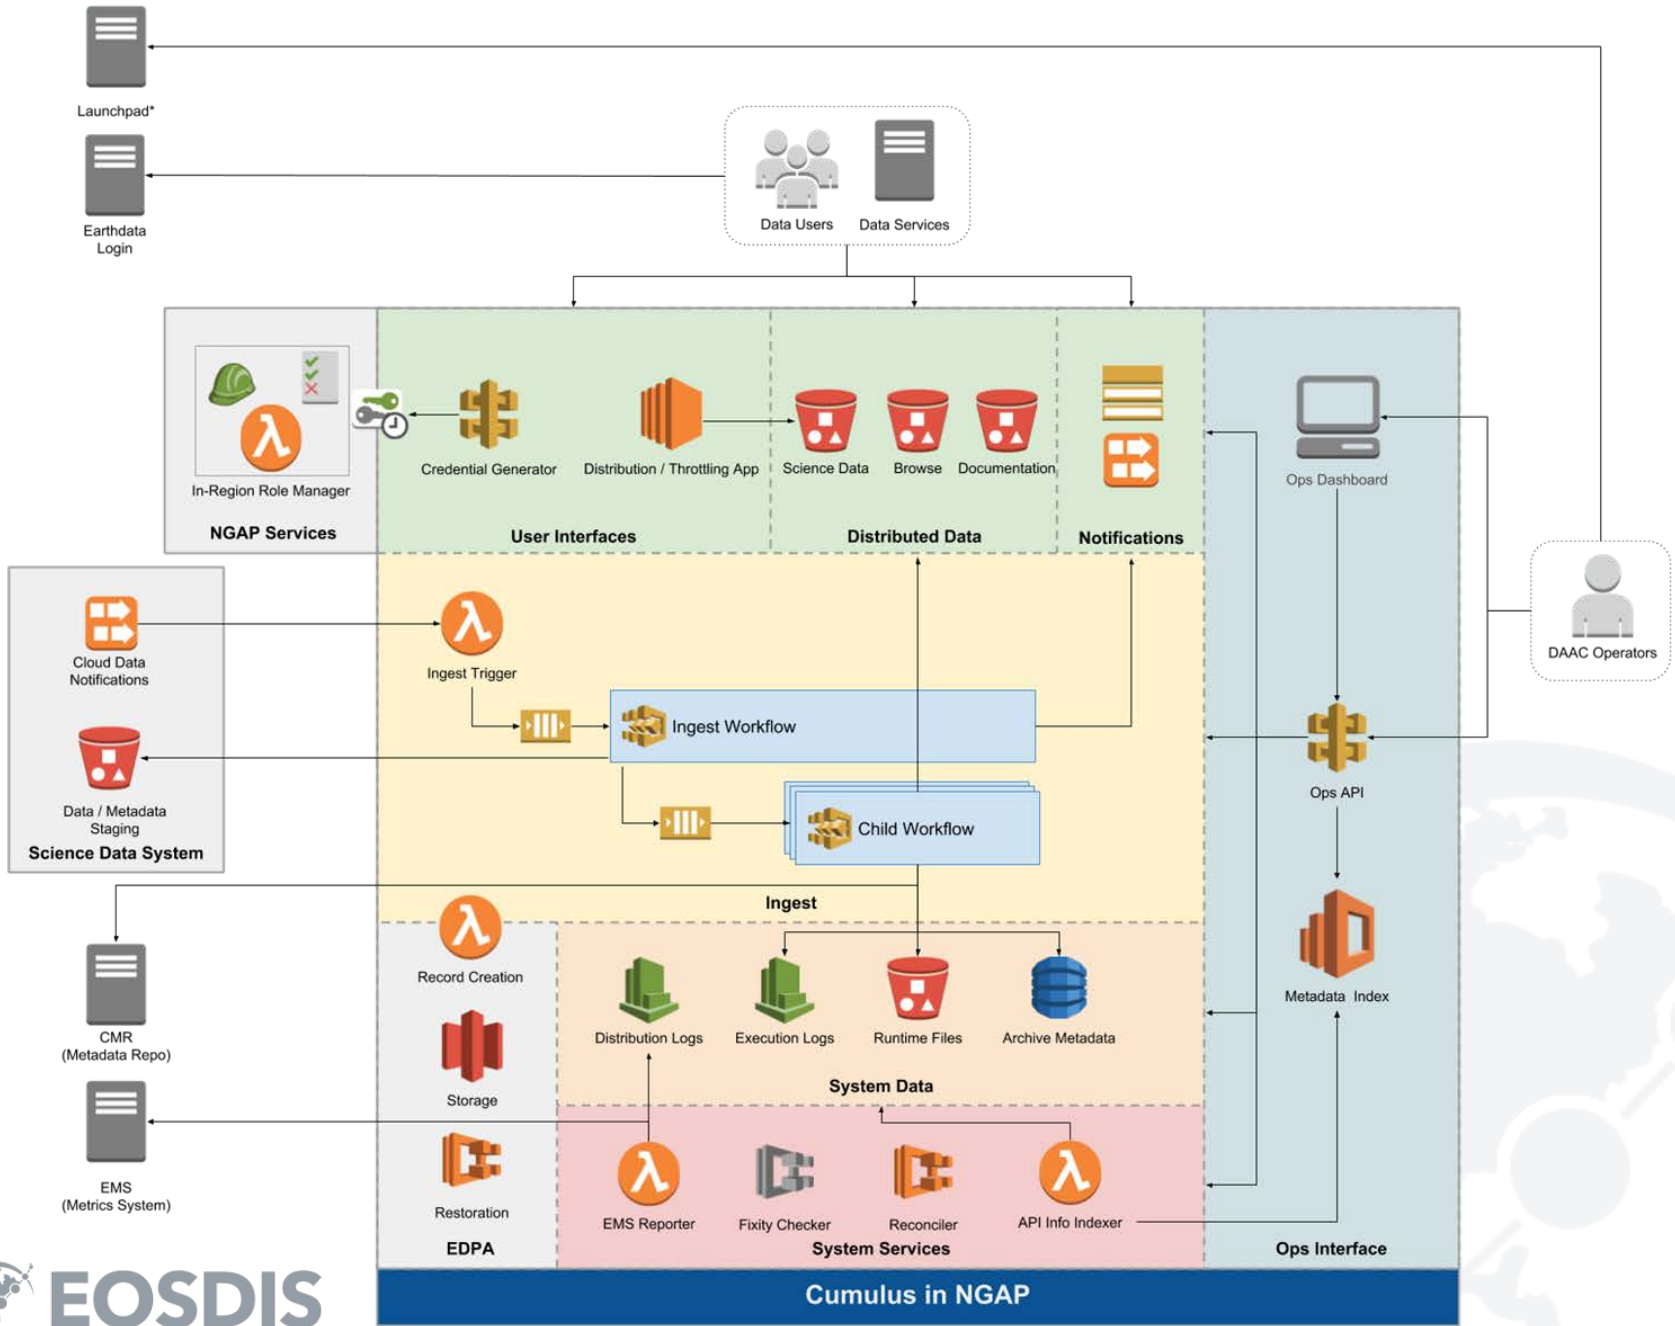 Launchpad*
Earthdata
Login
Data Users
Data Services
In-Region Role Manager
NGAP Services
Credential Generator
Distribution / Throttling App
User Interfaces
Science Data
Browse
Documentation
Distributed Data
Notifications
Ops Dashboard
DAAC Operators
Cloud Data
Notifications
Data / Metadata
Staging
Science Data System
Ingest Trigger
Ingest Workflow
Child Workflow
Ingest
Ops API
Metadata Index
CMR
(Metadata Repo)
EMS
(Metrics System)
Record Creation
Storage
Restoration
EDPA
Distribution Logs
Execution Logs
Runtime Files
Archive Metadata
System Data
EMS Reporter
Fixity Checker
Reconciler
API Info Indexer
System Services
Ops Interface
EOSDIS
Cumulus in NGAP